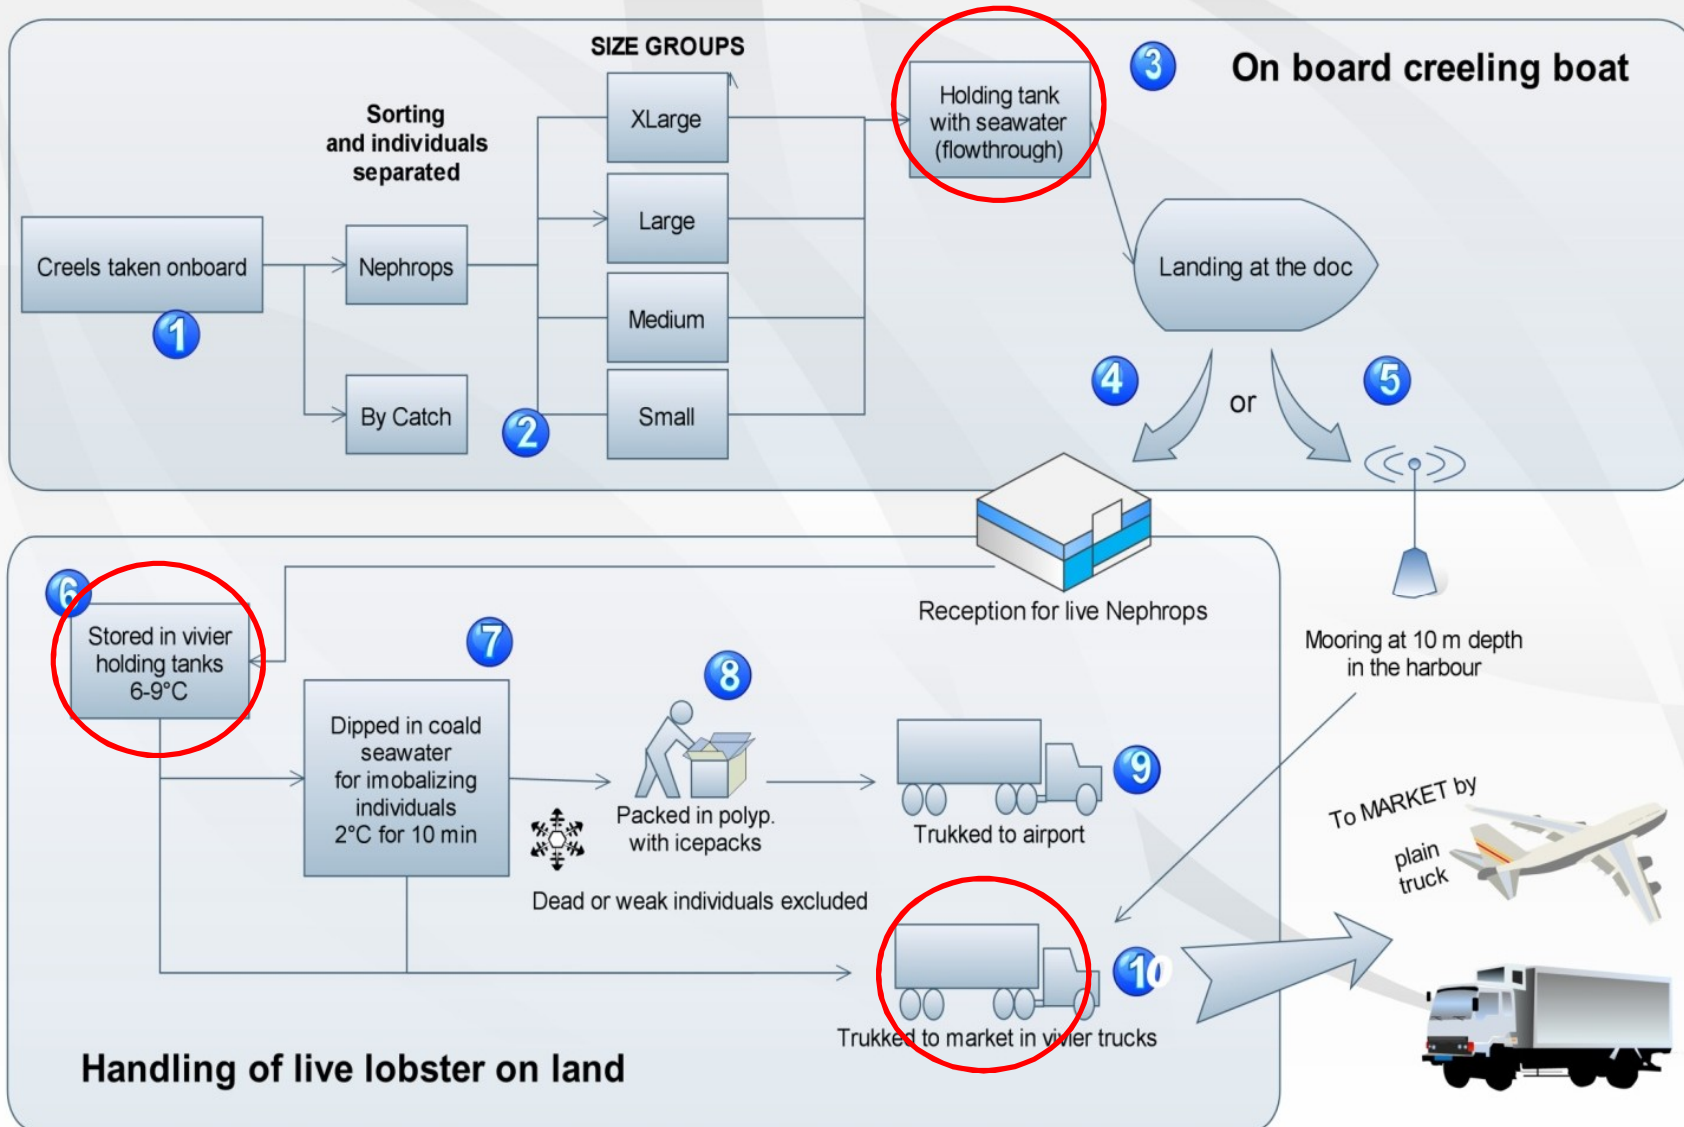 SIZE GROUPS
3
On board creeling boat
Sorting
and individuals
separated
XLarge
Holding tank
with seawater
(flowthrough)
Creels taken onboard
Nephrops
Large
Landing at the doc
1
Medium
4
or
5
By Catch
2
Small
Reception for live Nephrops
Mooring at 10 m depth
in the harbour
6
Stored in vivier
holding tanks
6-9°C
7
Dipped in coald
seawater
for imobalizing
individuals
2°C for 10 min
8
Packed in polyp.
with icepacks
Dead or weak individuals excluded
9
Trukked to airport
To MARKET by
plain
truck
10
Trukked to market in vivier trucks
Handling of live lobster on land